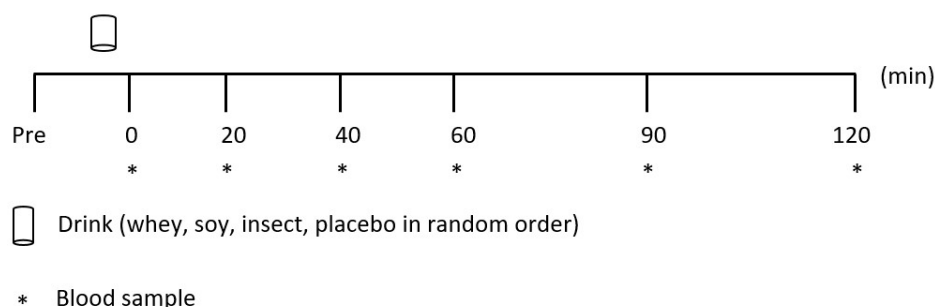 (min)
Pre 0 20 40 60 90 120
* * * * * *
Drink (whey, soy, insect, placebo in random order)
* Blood sample